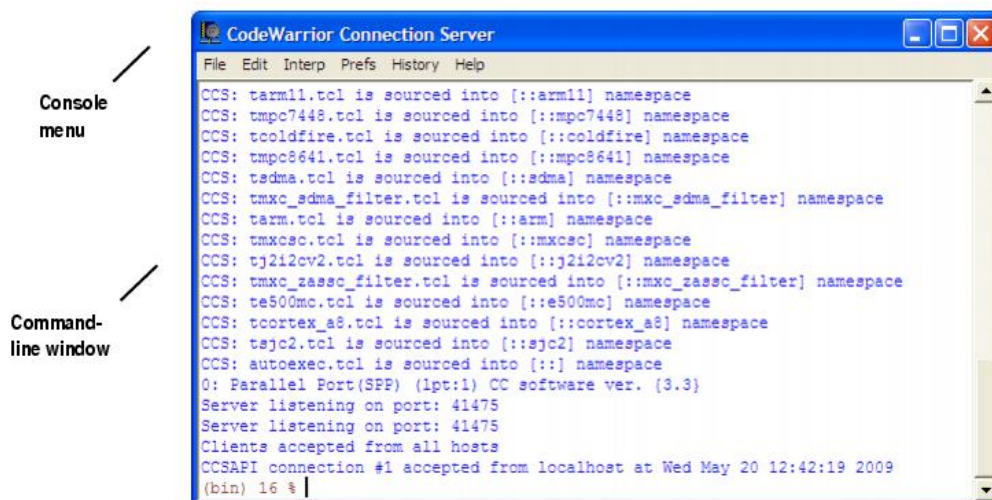 CodeWarrior Connection Server
File Edit Interp Prefs History Help
Console
menu
CCS: tarm11.tcl is sourced into [::arm11] namespace
CCS: tmpc7448.tcl is sourced into [::mpc7448] namespace
CCS: tcoldfire.tcl is sourced into [::coldfire] namespace
CCS: tmpc8641.tcl is sourced into [::mpc8641] namespace
CCS: tsdma.tcl is sourced into [::sdma] namespace
CCS: tmxc_sdma_filter.tcl is sourced into [::mxc_sdma_filter] namespace
CCS: tarm.tcl is sourced into [::arm] namespace
CCS: tmxcsc.tcl is sourced into [::mxcsc] namespace
CCS: tj2i2cv2.tcl is sourced into [::j2i2cv2] namespace
CCS: tmxc_zassc_filter.tcl is sourced into [::mxc_zassc_filter] namespace
CCS: te500mc.tcl is sourced into [::e500mc] namespace
CCS: tcortex_a8.tcl is sourced into [::cortex_a8] namespace
CCS: tsjc2.tcl is sourced into [::sjc2] namespace
CCS: autoexec.tcl is sourced into [::] namespace
0: Parallel Port(SPP) (lpt:1) CC software ver. {3.3}
Server listening on port: 41475
Server listening on port: 41475
Clients accepted from all hosts
CCSAPI connection #1 accepted from localhost at Wed May 20 12:42:19 2009
(bin) 16 %
Command-
line window